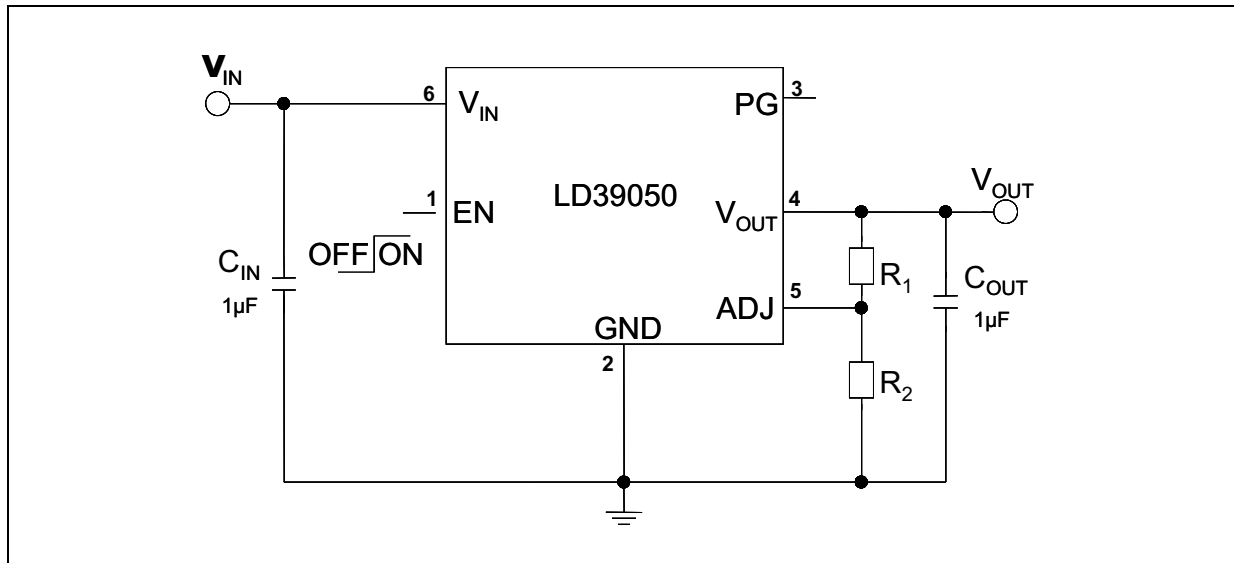 VIN
6
VIN
PG
3
LD39050
1
EN
OFF ON
VOUT
4
VOUT
CIN
1µF
R1
COUT
1µF
ADJ
5
GND
2
R2